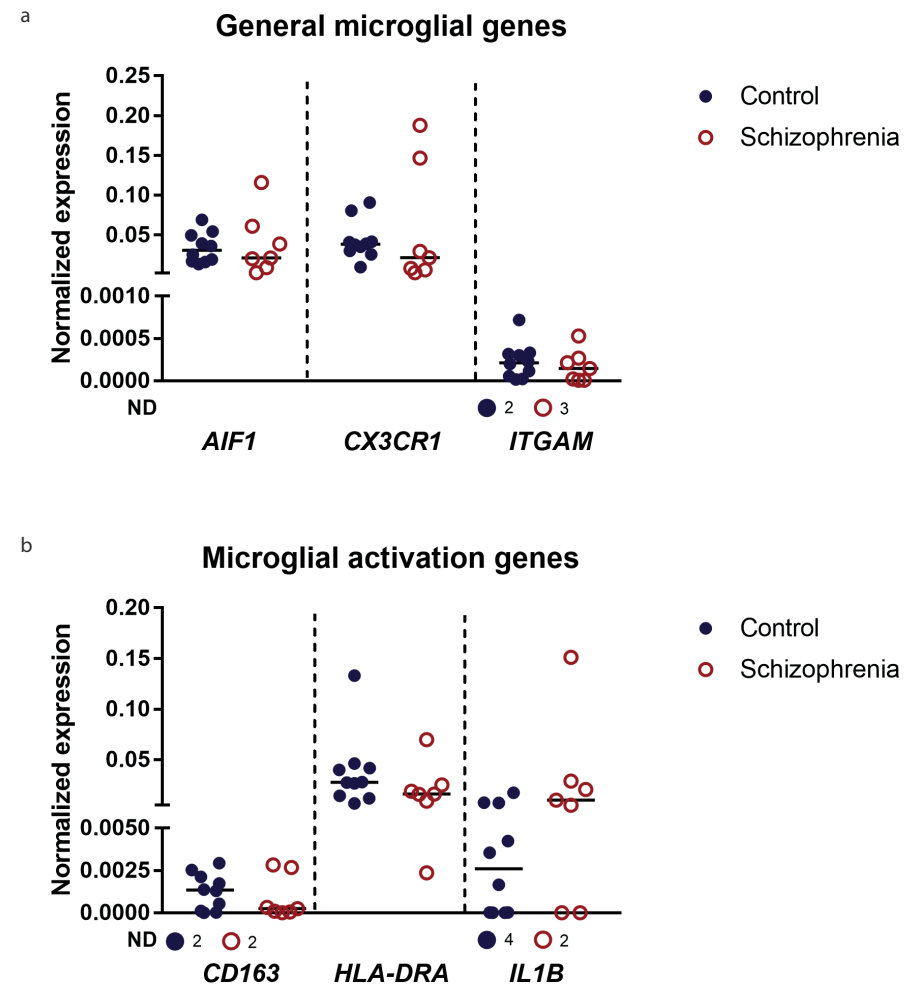 a
General microglial genes
Normalized expression
0.25
0.20
0.15
0.10
0.05
0.0010
0.0005
0.0000
ND
2
3
AIF1
CX3CR1
ITGAM
Control
Schizophrenia
b
Microglial activation genes
Normalized expression
0.20
0.15
0.10
0.05
0.0050
0.0025
0.0000
ND
2
2
4
2
CD163
HLA-DRA
IL1B
Control
Schizophrenia